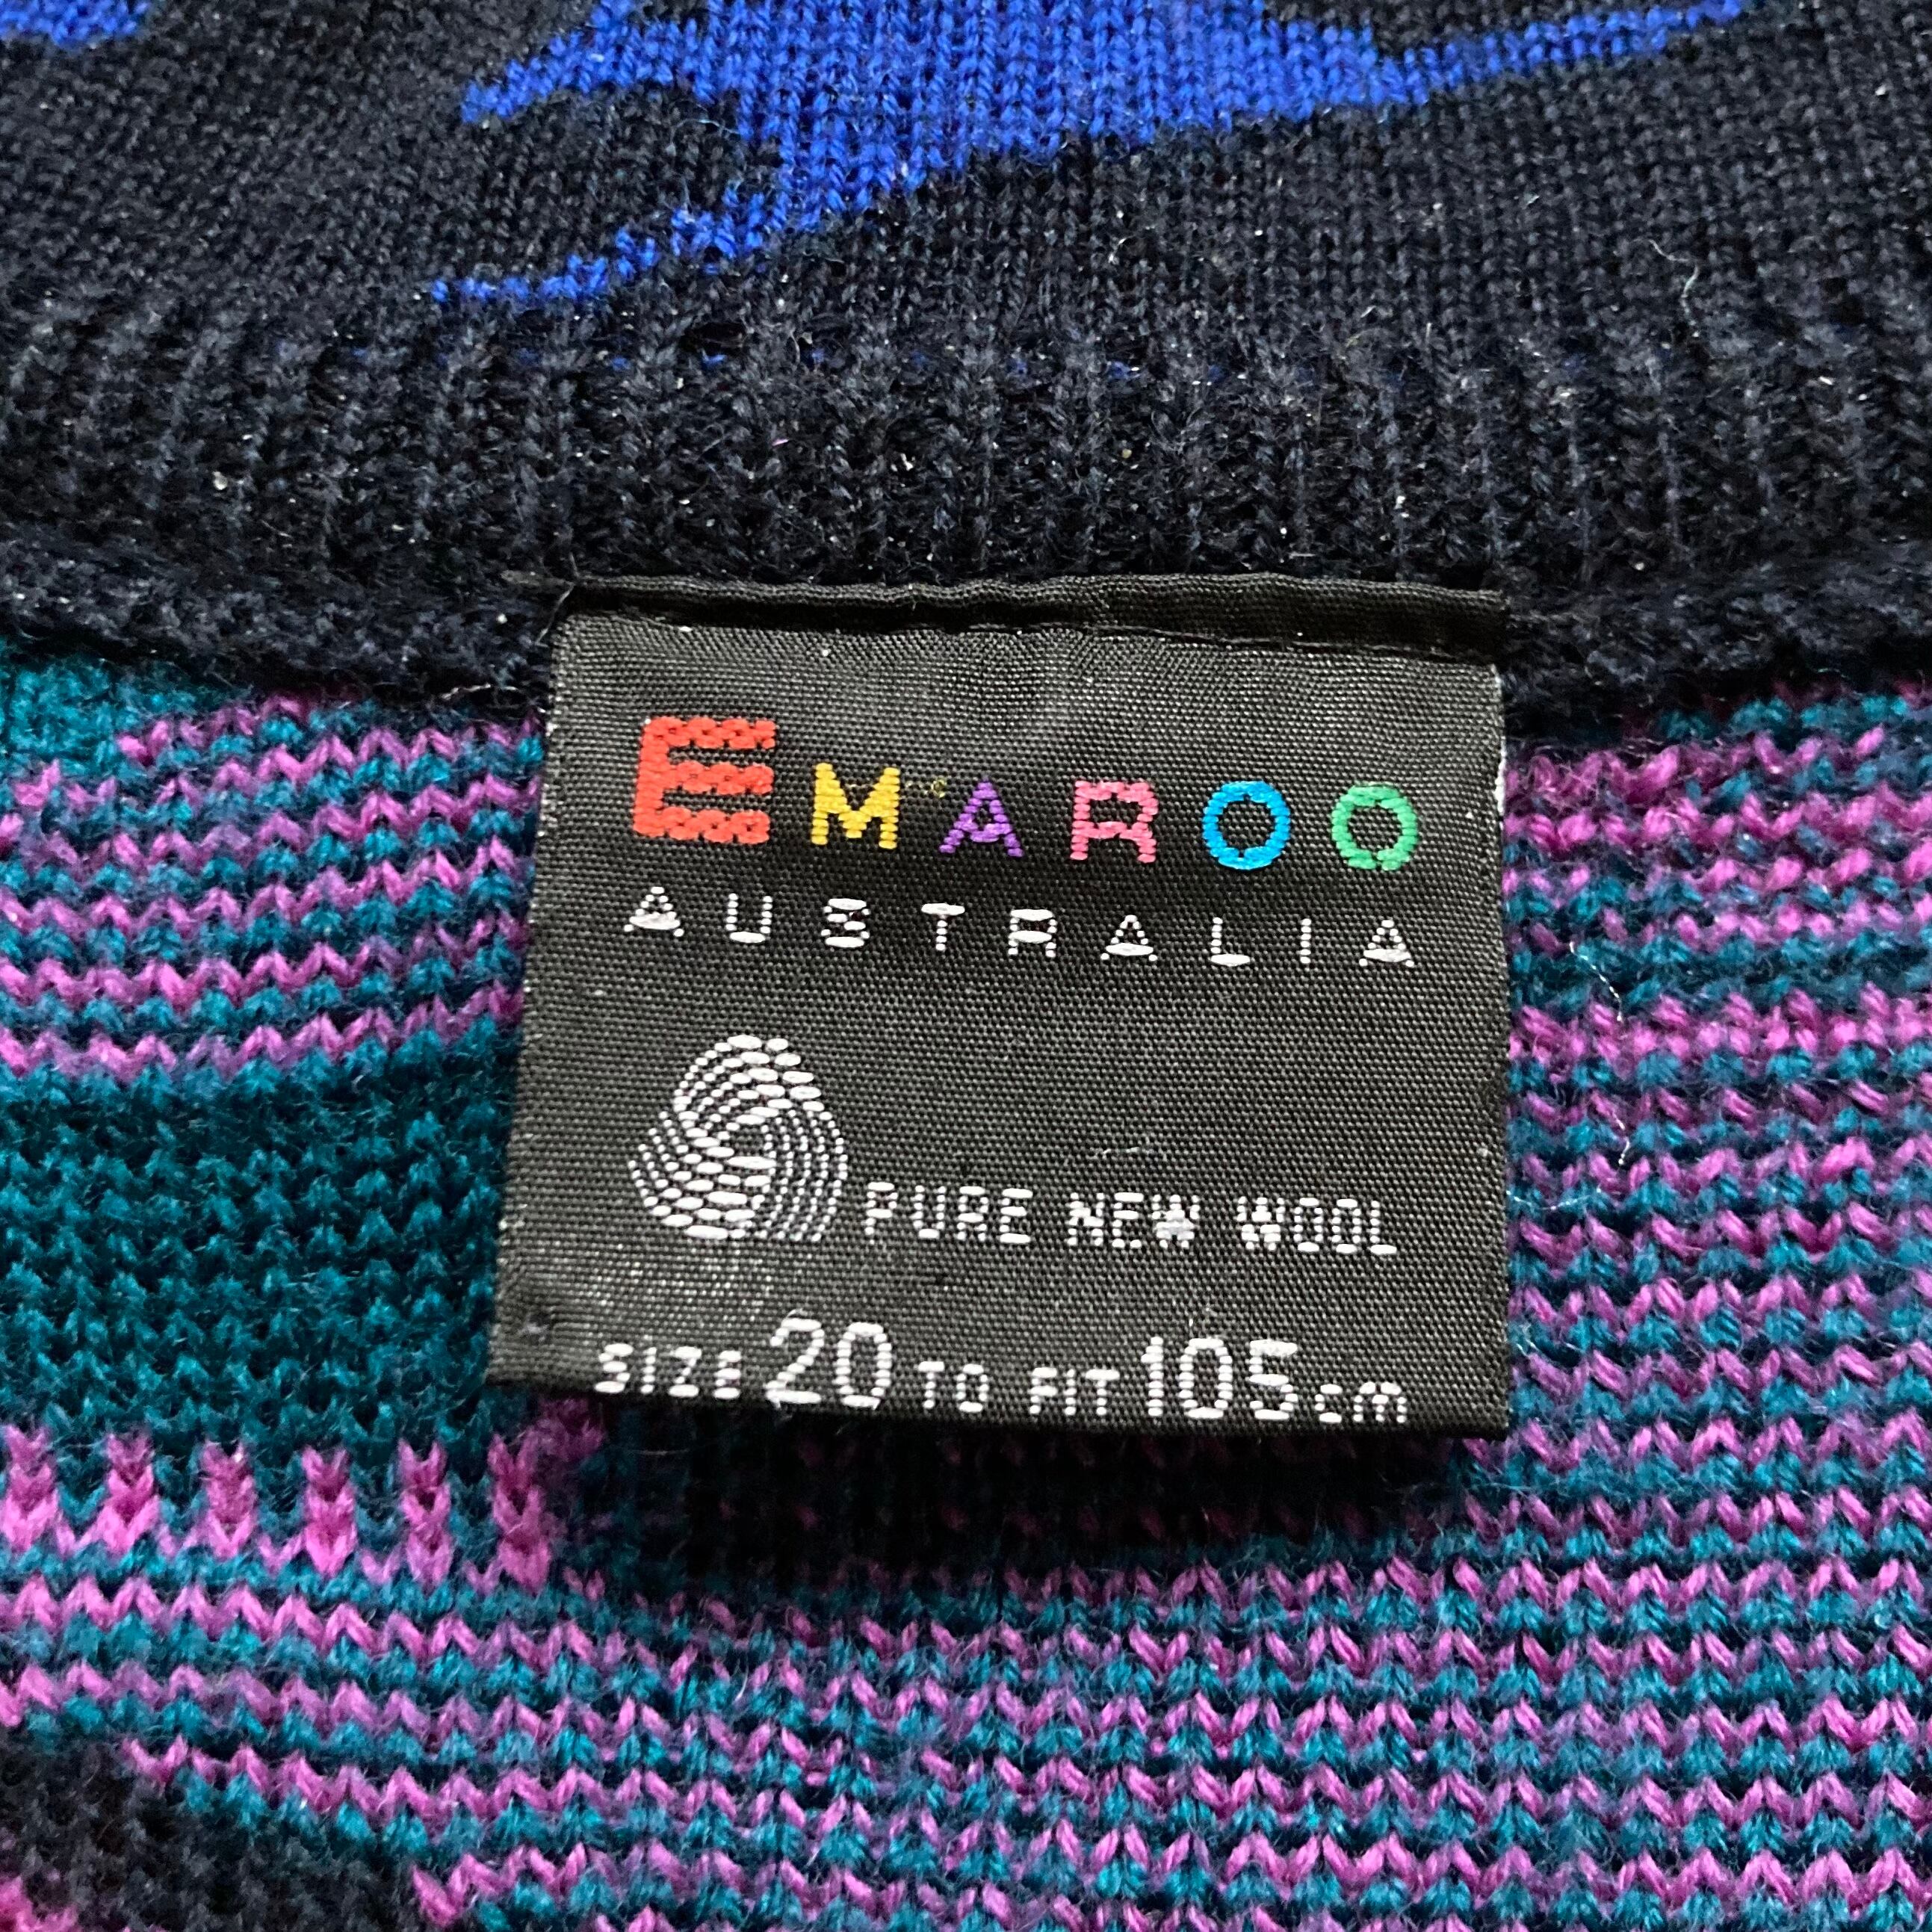 EMAROO
AUSTRALIA
PURE NEW WOOL
SIZE 20 TO FIT 105cm